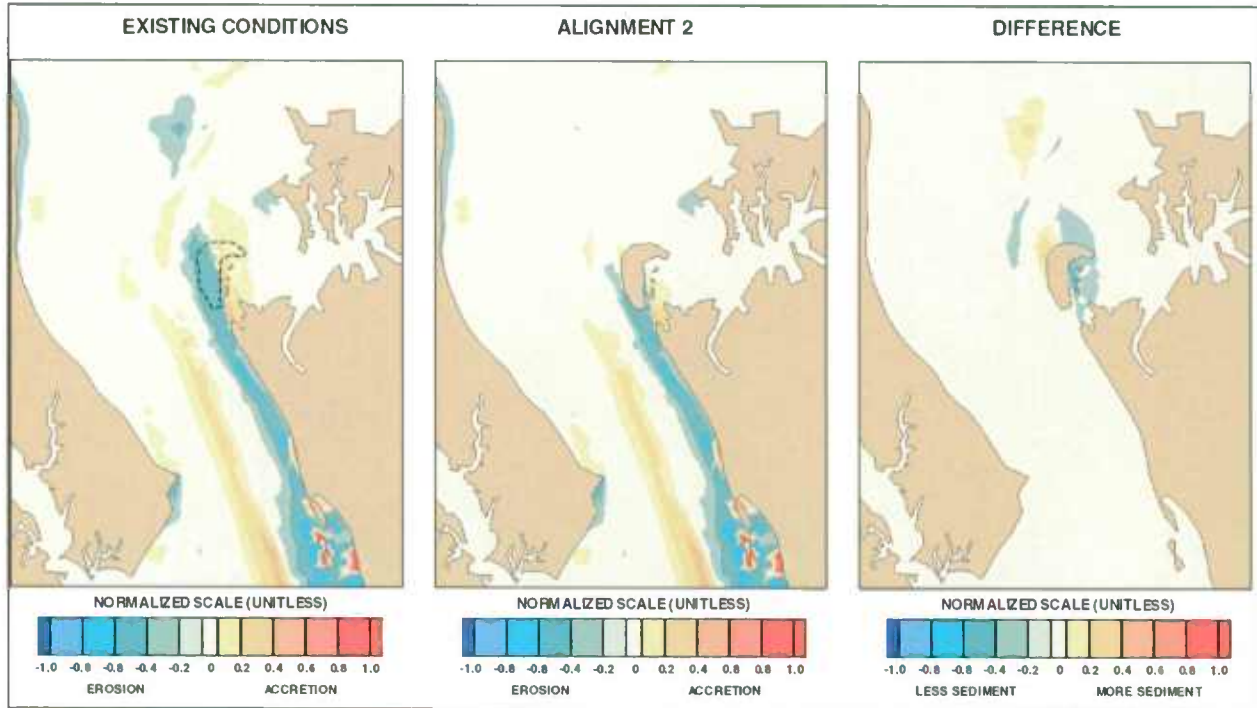 EXISTING CONDITIONS
NORMALIZED SCALE (UNITLESS)
-1.0 -0.8 -0.6 -0.4 -0.2 0 0.2 0.4 0.6 0.8 1.0
EROSION ACCRETION
ALIGNMENT 2
NORMALIZED SCALE (UNITLESS)
-1.0 -0.8 -0.6 -0.4 -0.2 0 0.2 0.4 0.6 0.8 1.0
EROSION ACCRETION
DIFFERENCE
NORMALIZED SCALE (UNITLESS)
-1.0 -0.8 -0.6 -0.4 -0.2 0 0.2 0.4 0.6 0.8 1.0
LESS SEDIMENT MORE SEDIMENT